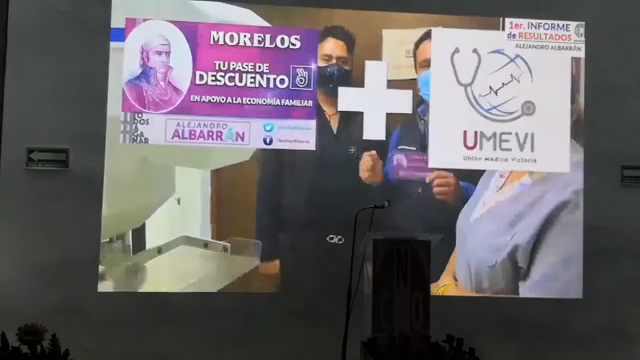 MORELOS
TU PASE DE
DESCUENTO
EN APOYO A LA ECONOMÍA FAMILIAR
ALEJANDRO
ALBARRÁN
1er. INFORME
de RESULTADOS
ALEJANDRO ALBARRÁN
UMEVI
Unión Médica Victoria